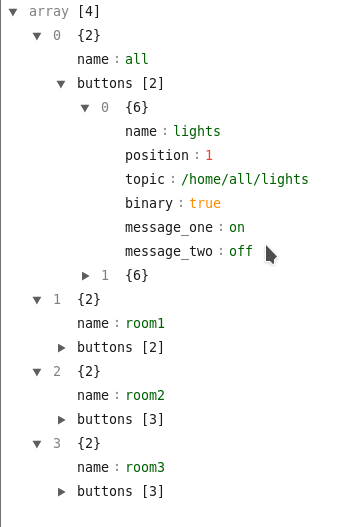 array [4]
0 {2}
name : all
buttons [2]
0 {6}
name : lights
position : 1
topic : /home/all/lights
binary : true
message_one : on
message_two : off
1 {6}
1 {2}
name : room1
buttons [2]
2 {2}
name : room2
buttons [3]
3 {2}
name : room3
buttons [3]